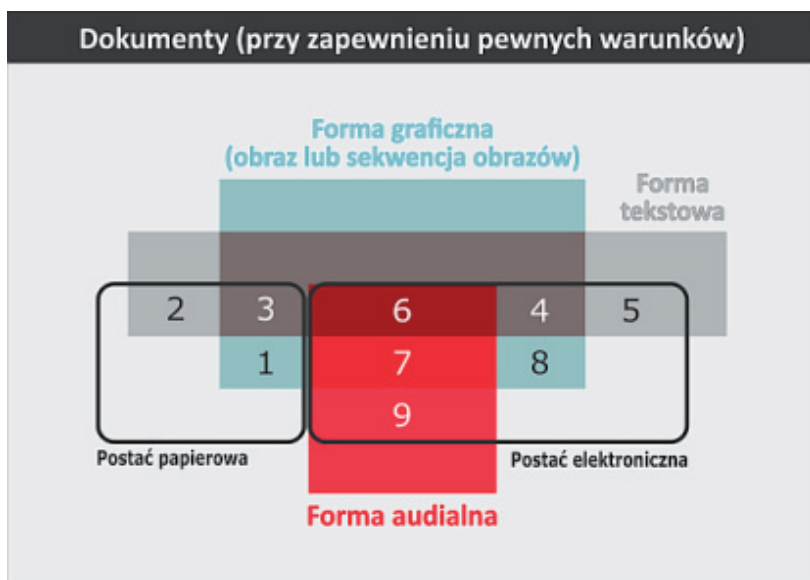 Dokumenty (przy zapewnieniu pewnych warunków)
Forma graficzna
(obraz lub sekwencja obrazów)
Forma
tekstowa
2 3 6 4 5
1 7 8
9
Postać papierowa Postać elektroniczna
Forma audialna